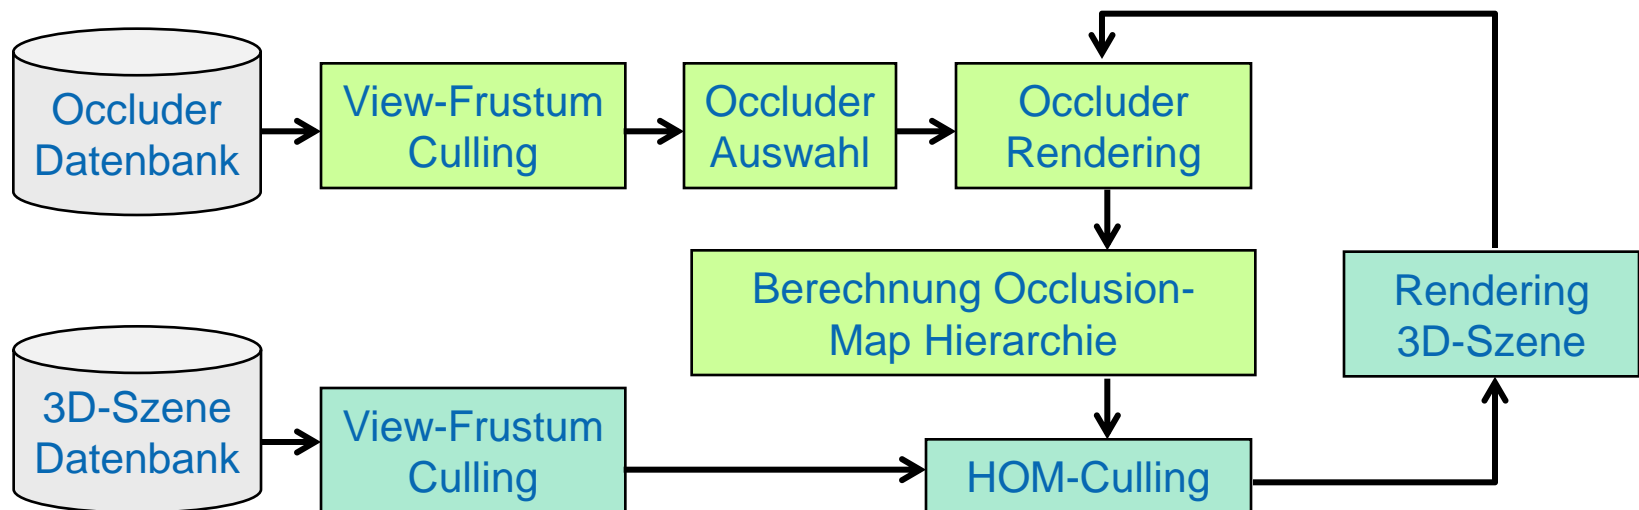 Occluder
Datenbank
View-Frustum
Culling
Occluder
Auswahl
Occluder
Rendering
Berechnung Occlusion-
Map Hierarchie
Rendering
3D-Szene
3D-Szene
Datenbank
View-Frustum
Culling
HOM-Culling